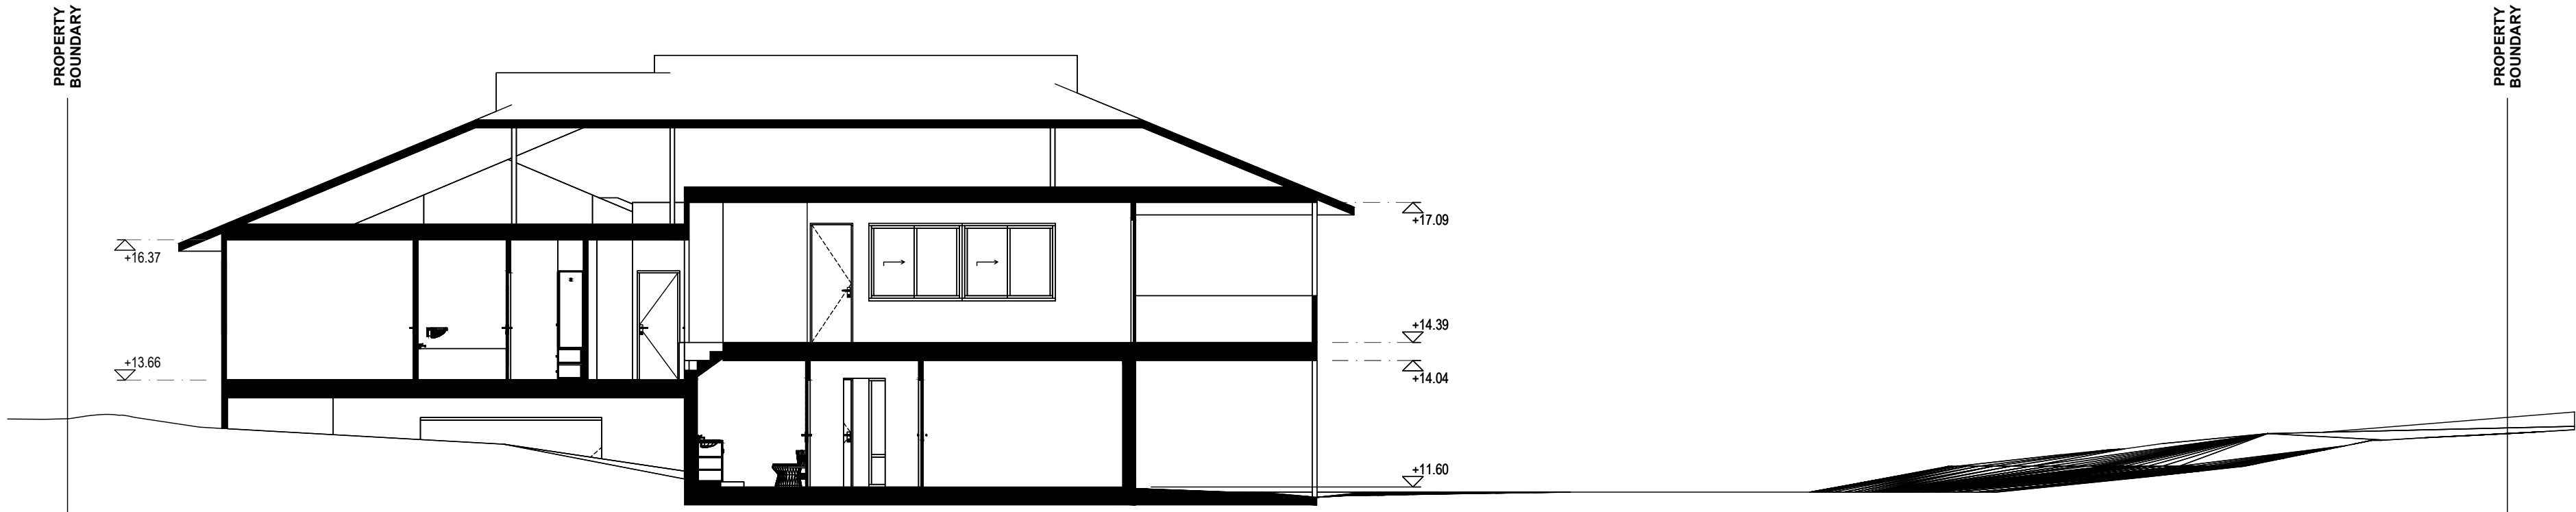 PROPERTY
BOUNDARY
PROPERTY
BOUNDARY
+17.09
+16.37
+14.39
+13.66
+14.04
+11.60